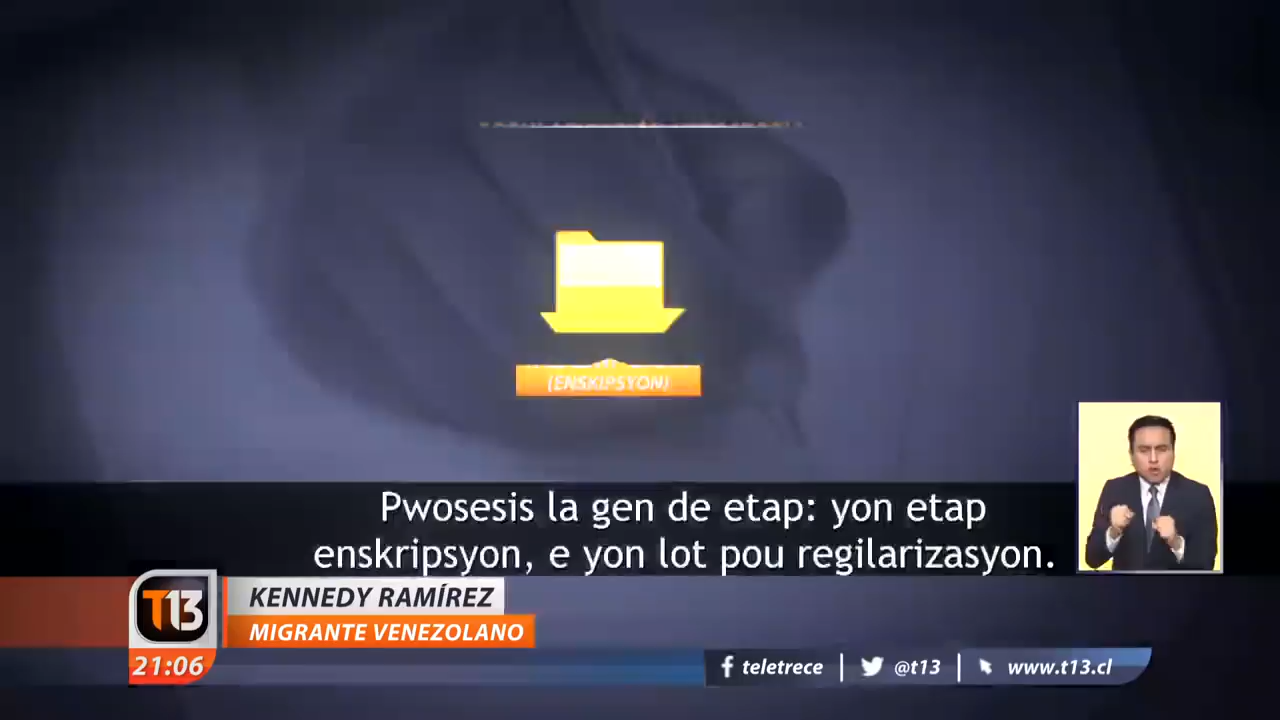 (ENSKIPSYON)
Pwosesis la gen de etap: yon etap
enskripsyon, e yon lot pou regilarizasyon.
KENNEDY RAMÍREZ
MIGRANTE VENEZOLANO
T13
21:06
teletrece
@t13
www.t13.cl